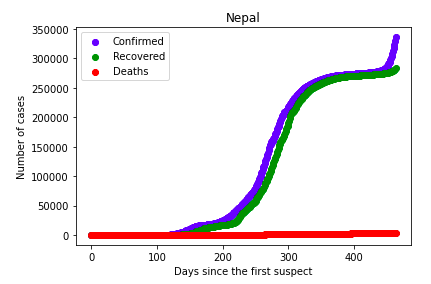 Nepal
350000
300000
250000
200000
150000
100000
50000
0
Number of cases
Confirmed
Recovered
Deaths
0 100 200 300 400
Days since the first suspect